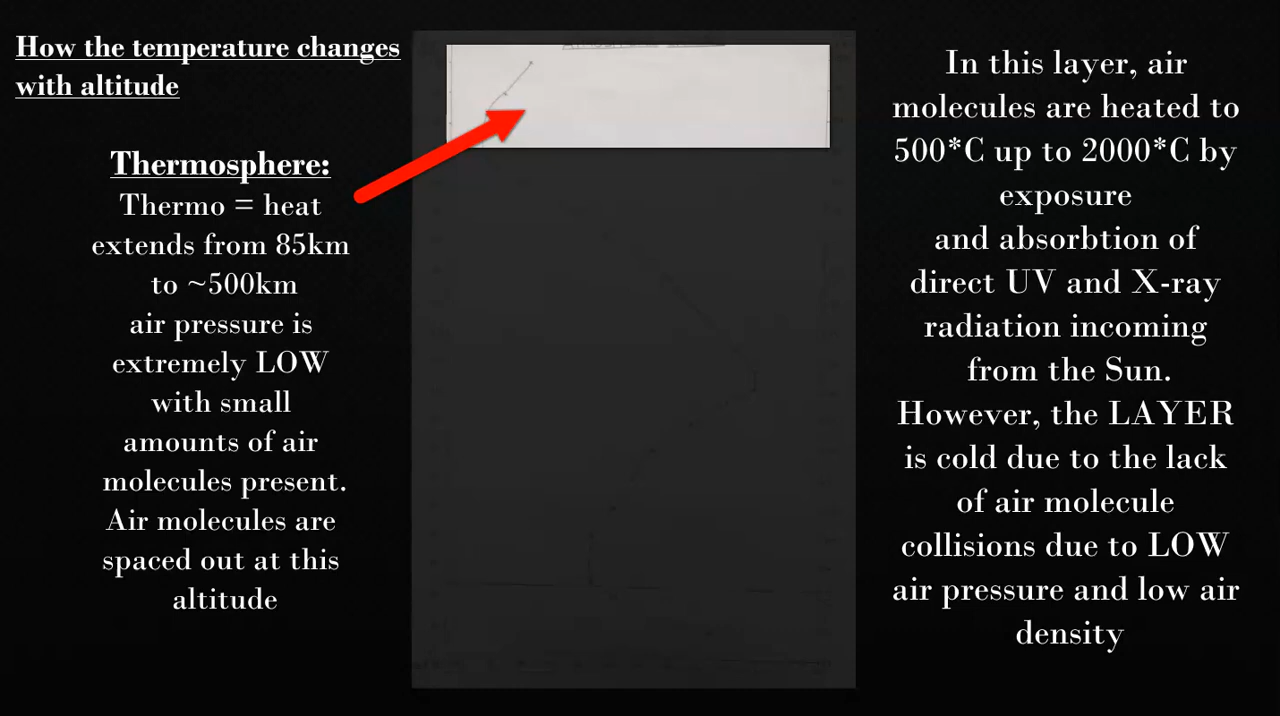 How the temperature changes
with altitude
Thermosphere:
Thermo = heat
extends from 85km
to ~500km
air pressure is
extremely LOW
with small
amounts of air
molecules present.
Air molecules are
spaced out at this
altitude
In this layer, air
molecules are heated to
500*C up to 2000*C by
exposure
and absorbtion of
direct UV and X-ray
radiation incoming
from the Sun.
However, the LAYER
is cold due to the lack
of air molecule
collisions due to LOW
air pressure and low air
density